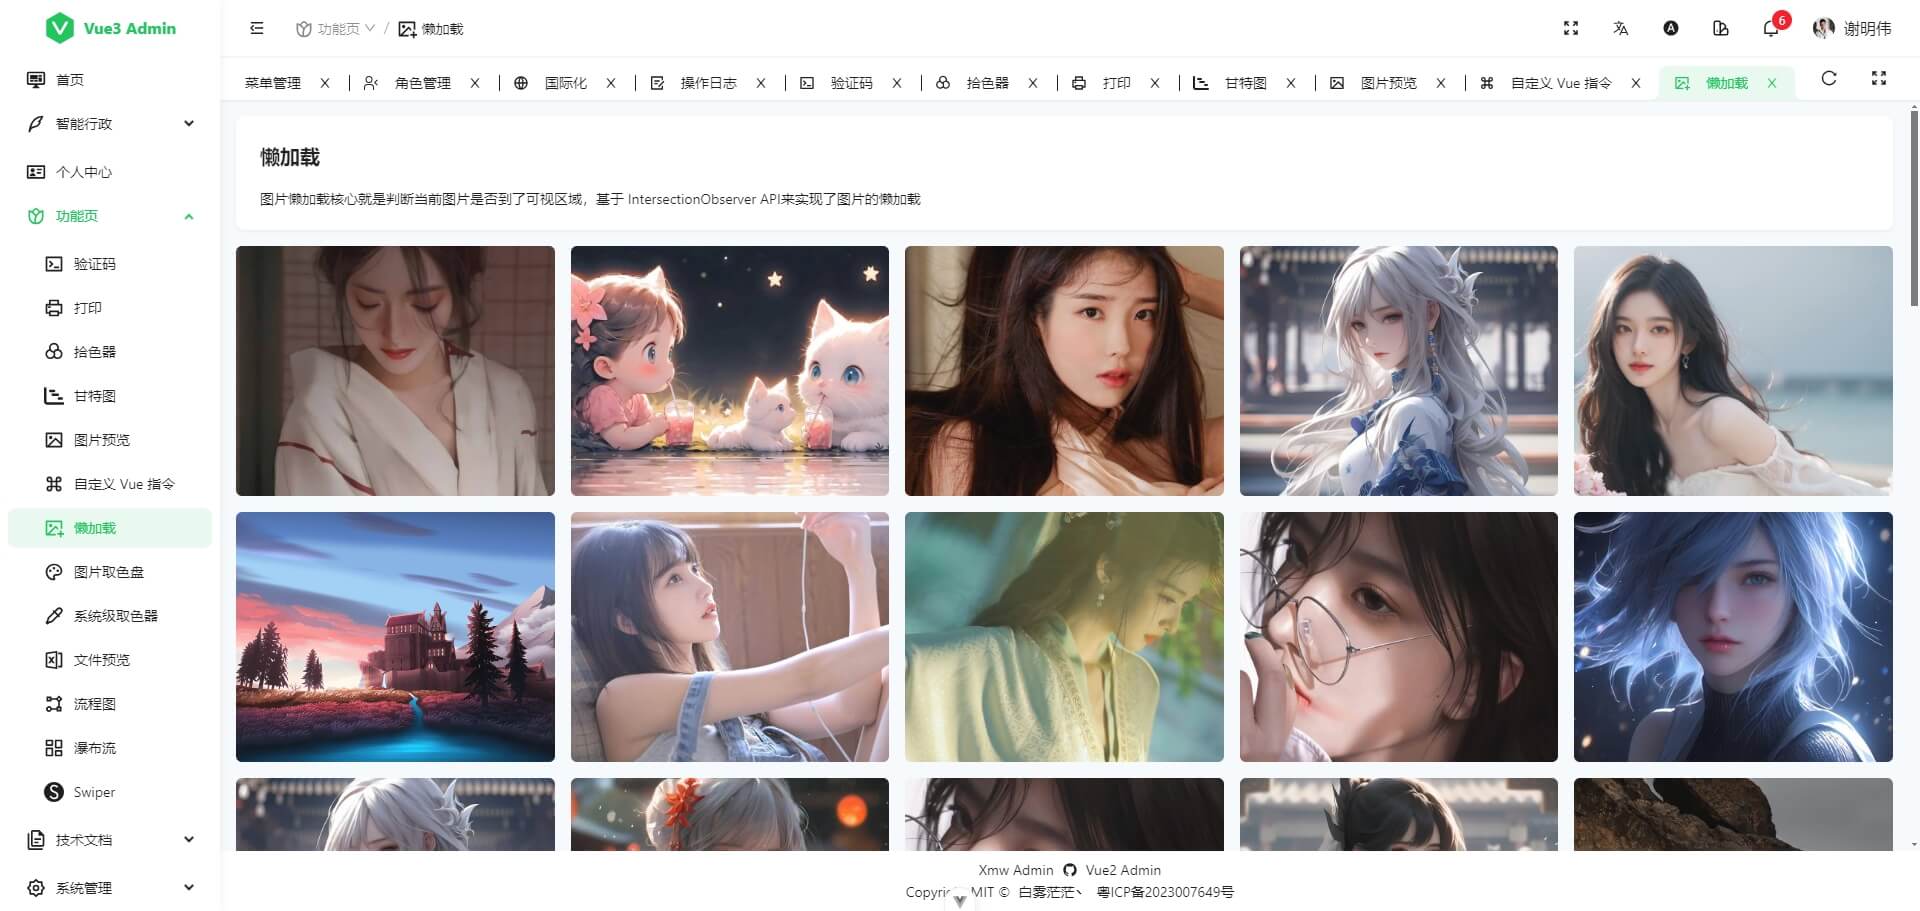 Vue3 Admin
功能页 / 懒加载
6
谢明伟
菜单管理 角色管理 国际化 操作日志 验证码 拾色器 打印 甘特图 图片预览 自定义 Vue 指令 懒加载
首页
智能行政
个人中心
功能页
验证码
打印
拾色器
甘特图
图片预览
自定义 Vue 指令
懒加载
图片取色盘
系统级取色器
文件预览
流程图
瀑布流
Swiper
技术文档
系统管理
懒加载
图片懒加载核心就是判断当前图片是否到了可视区域，基于 IntersectionObserver API来实现了图片的懒加载
Xmw Admin Vue2 Admin
MIT © 白雾茫茫丶 粤ICP备2023007649号